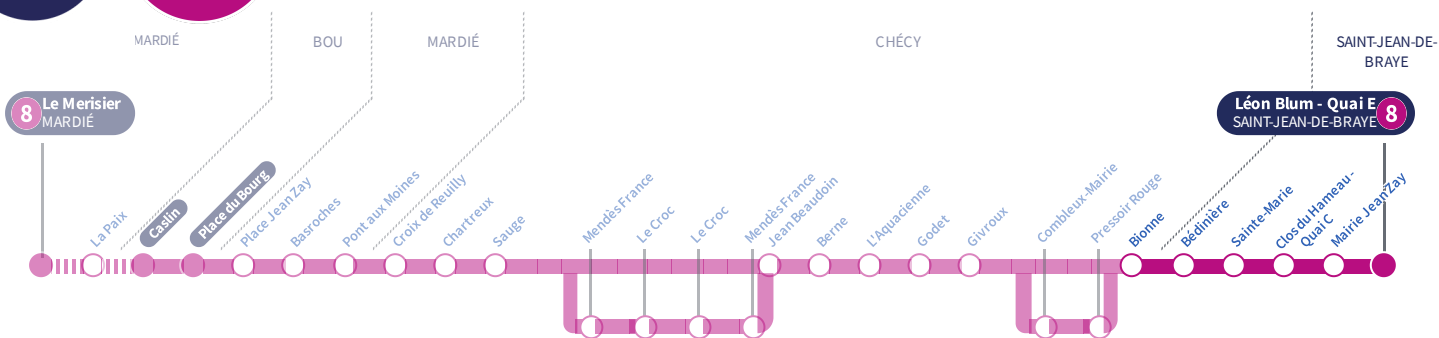 MARDIÉ
BOU
MARDIÉ
CHÉCY
SAINT-JEAN-DE-
BRAYE
8
Le Merisier
MARDIÉ
Léon Blum - Quai E
SAINT-JEAN-DE-BRAYE
8
La Paix
Caslin
Place du Bourg
Place Jean Zay
Basroches
Pont aux Moines
Croix de Reuilly
Chartreux
Sauge
Mendès France
Le Croc
Le Croc
Mendès France
Jean Beaudoin
Berne
L'Aquacienne
Godet
Givroux
Combleux-Mairie
Pressoir Rouge
Bionne
Bédinière
Sainte-Marie
Clos du Hameau-
Quai C
Mairie Jean Zay